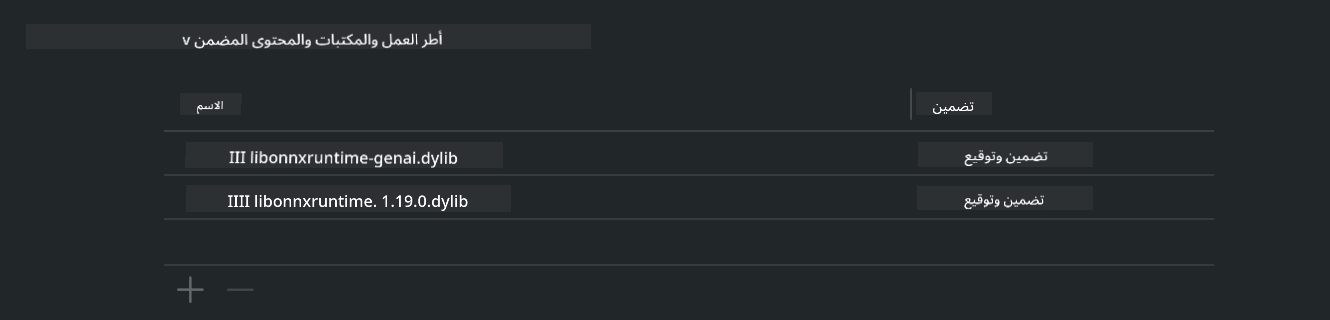 أطر العمل والمكتبات والمحتوى المضمن v
الاسم
تضمين
III libonnxruntime-genai.dylib
تضمين وتوقيع
IIII libonnxruntime. 1.19.0.dylib
تضمين وتوقيع